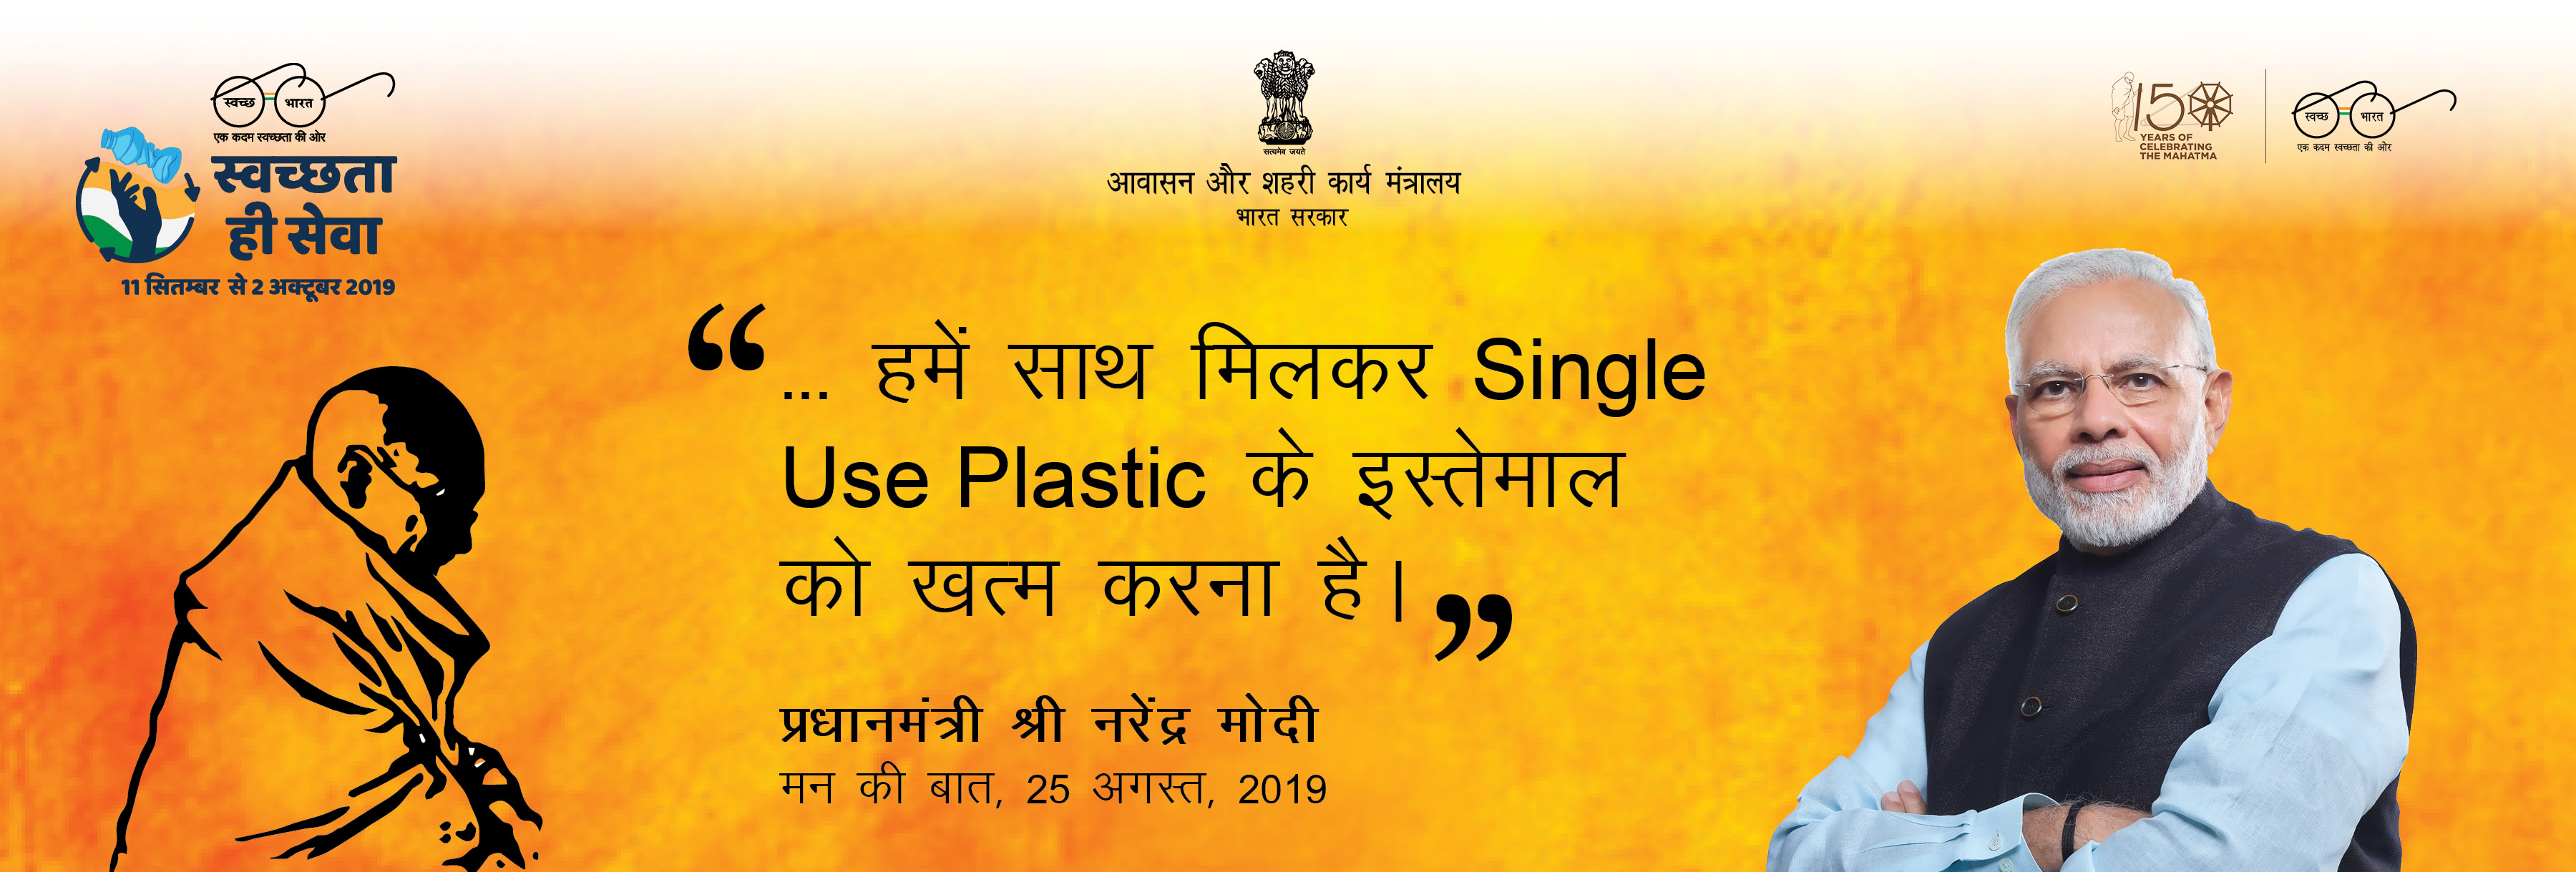 स्वच्छ भारत
एक कदम स्वच्छता की ओर
स्वच्छता
ही सेवा
11 सितम्बर से 2 अक्टूबर 2019
सत्यमेव जयते
आवासन और शहरी कार्य मंत्रालय
भारत सरकार
150
YEARS OF
CELEBRATING
THE MAHATMA
स्वच्छ भारत
एक कदम स्वच्छता की ओर
“... हमें साथ मिलकर Single
Use Plastic के इस्तेमाल
को खत्म करना है।”
प्रधानमंत्री श्री नरेंद्र मोदी
मन की बात, 25 अगस्त, 2019